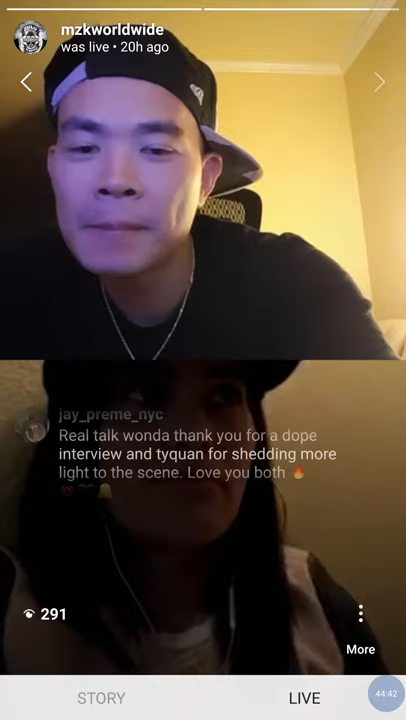 mzkworldwide
was live • 20h ago
jay_preme_nyc
Real talk wonda thank you for a dope
interview and tyquan for shedding more
light to the scene. Love you both 🔥
291
More
STORY
LIVE
44:42